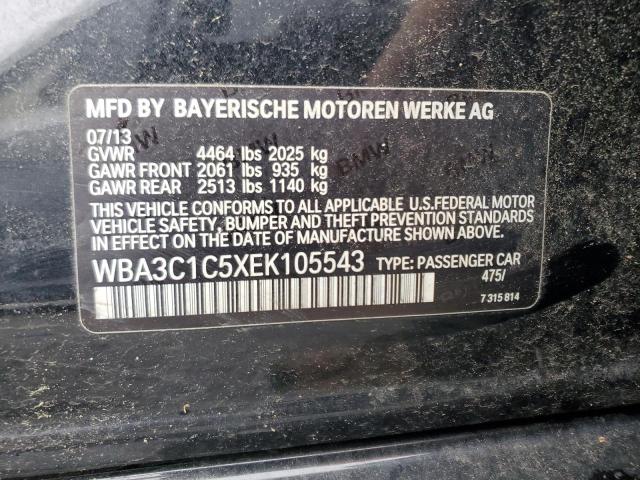 MFD BY BAYERISCHE MOTOREN WERKE AG
07/13
GVWR 4464 lbs 2025 kg
GAWR FRONT 2061 lbs 935 kg
GAWR REAR 2513 lbs 1140 kg
THIS VEHICLE CONFORMS TO ALL APPLICABLE U.S.FEDERAL MOTOR
VEHICLE SAFETY, BUMPER AND THEFT PREVENTION STANDARDS
IN EFFECT ON THE DATE OF MANUFACTURE SHOWN ABOVE.
WBA3C1C5XEK105543 TYPE: PASSENGER CAR
475/
7 315 814